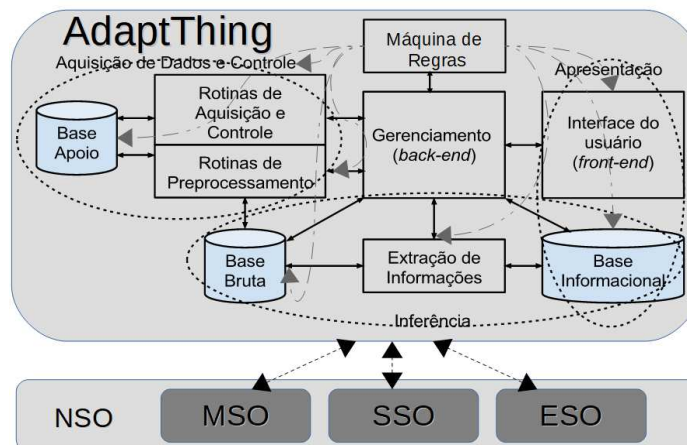 AdaptThing
Aquisição de Dados e Controle
Máquina de
Regras
Apresentação
Rotinas de
Aquisição e
Controle
Base
Apoio
Rotinas de
Preprocessamento
Gerenciamento
(back-end)
Interface do
usuário
(front-end)
Base
Bruta
Extração de
Informações
Base
Informacional
Inferência
NSO
MSO
SSO
ESO